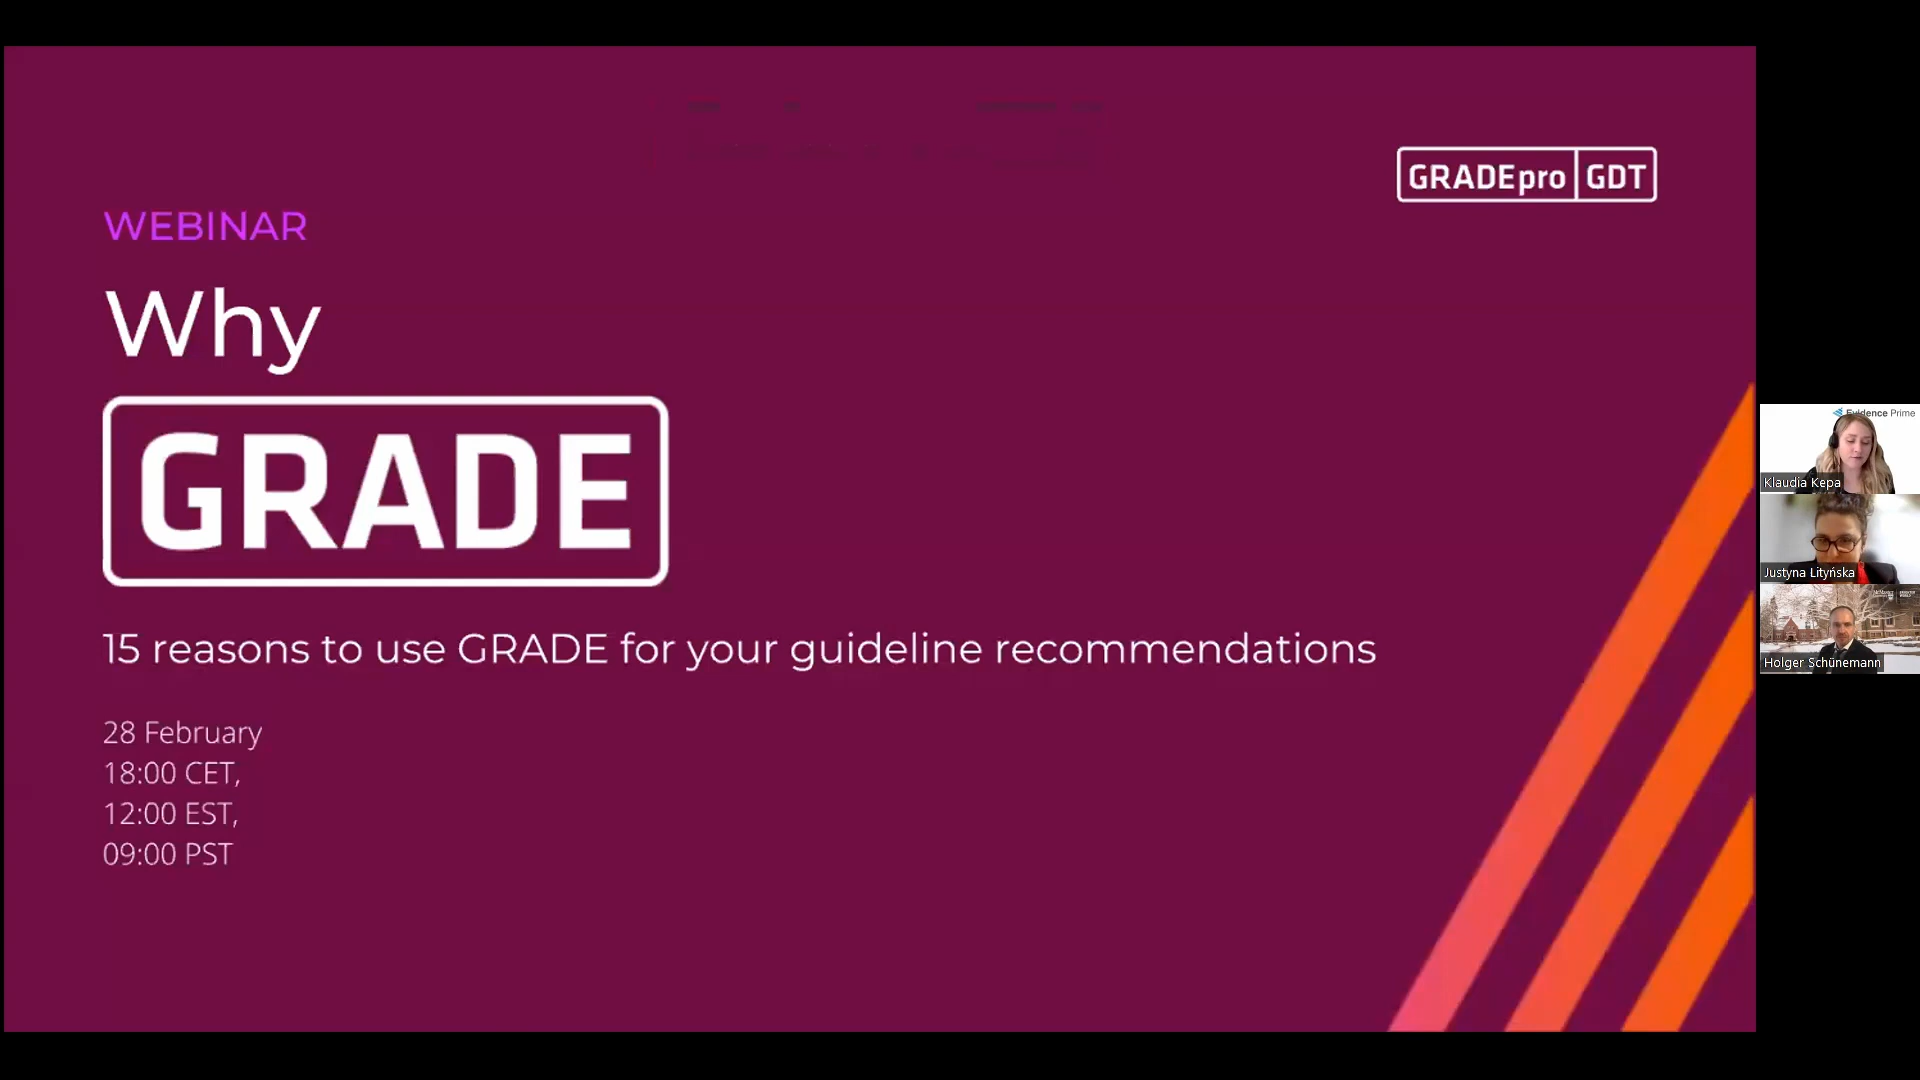 WEBINAR
GRADEpro GDT
Why
GRADE
15 reasons to use GRADE for your guideline recommendations
28 February
18:00 CET,
12:00 EST,
09:00 PST
Evidence Prime
Klaudia Kepa
Justyna Lityńska
Holger Schünemann